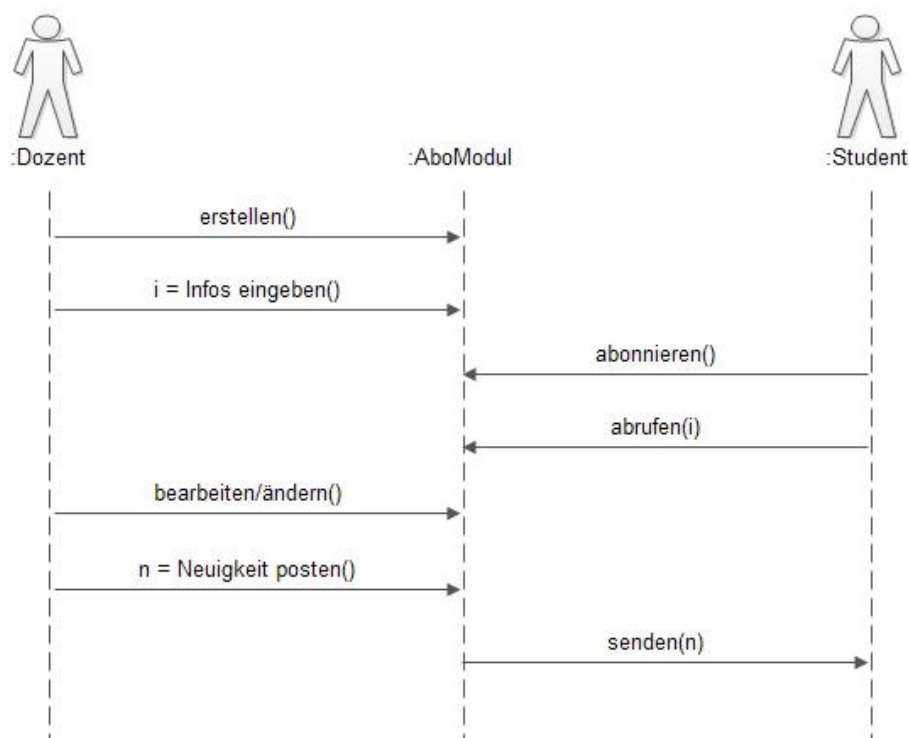 :Dozent
:AboModul
:Student
erstellen()
i = Infos eingeben()
abonnieren()
abrufen(i)
bearbeiten/ändern()
n = Neuigkeit posten()
senden(n)